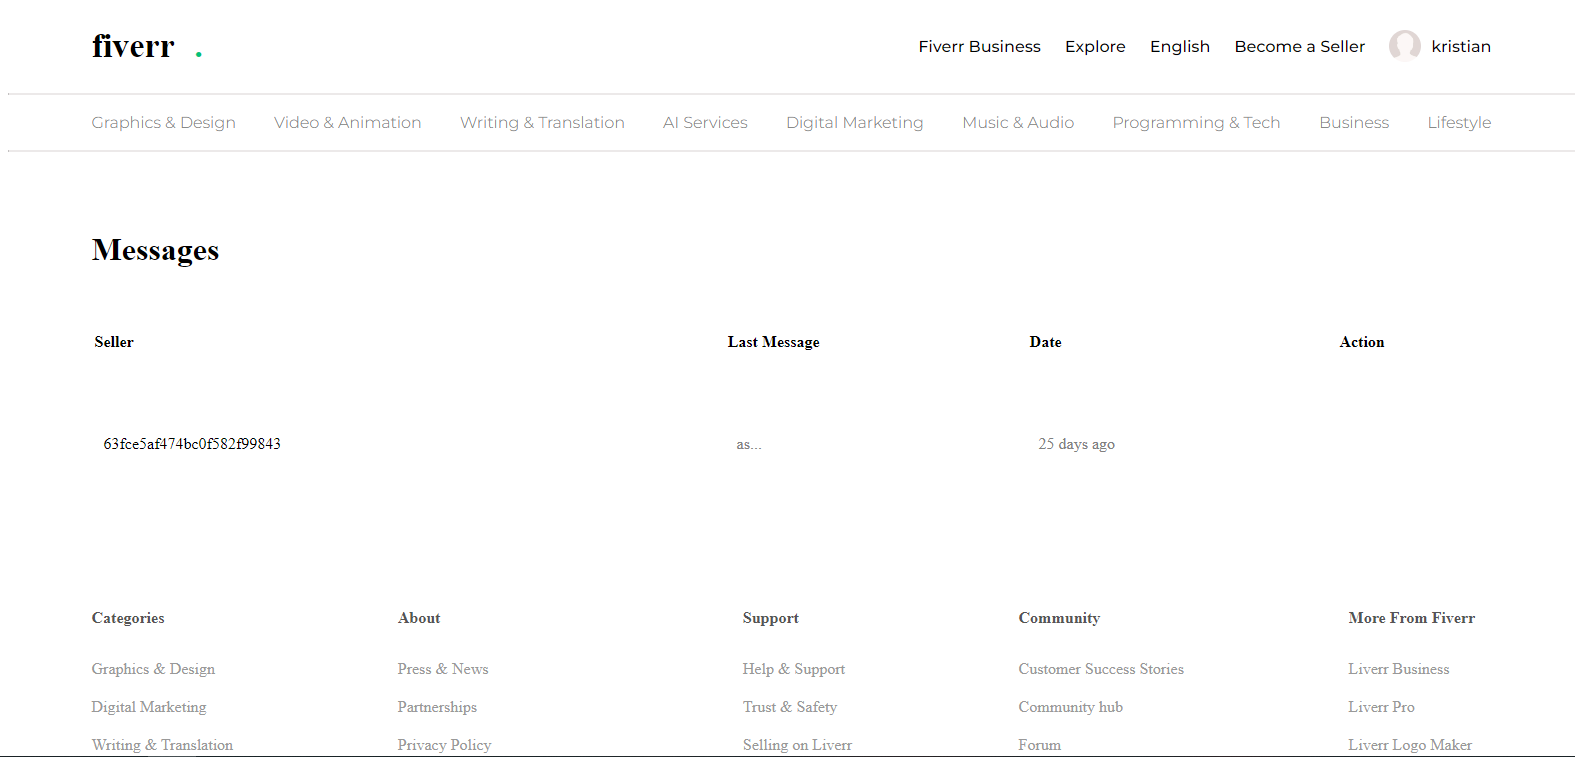 fiverr .
Fiverr Business Explore English Become a Seller kristian
Graphics & Design Video & Animation Writing & Translation AI Services Digital Marketing Music & Audio Programming & Tech Business Lifestyle
Messages
Seller Last Message Date Action
63fce5af474bc0f582f99843 as... 25 days ago
Categories About Support Community More From Fiverr
Graphics & Design Press & News Help & Support Customer Success Stories Liverr Business
Digital Marketing Partnerships Trust & Safety Community hub Liverr Pro
Writing & Translation Privacy Policy Selling on Liverr Forum Liverr Logo Maker